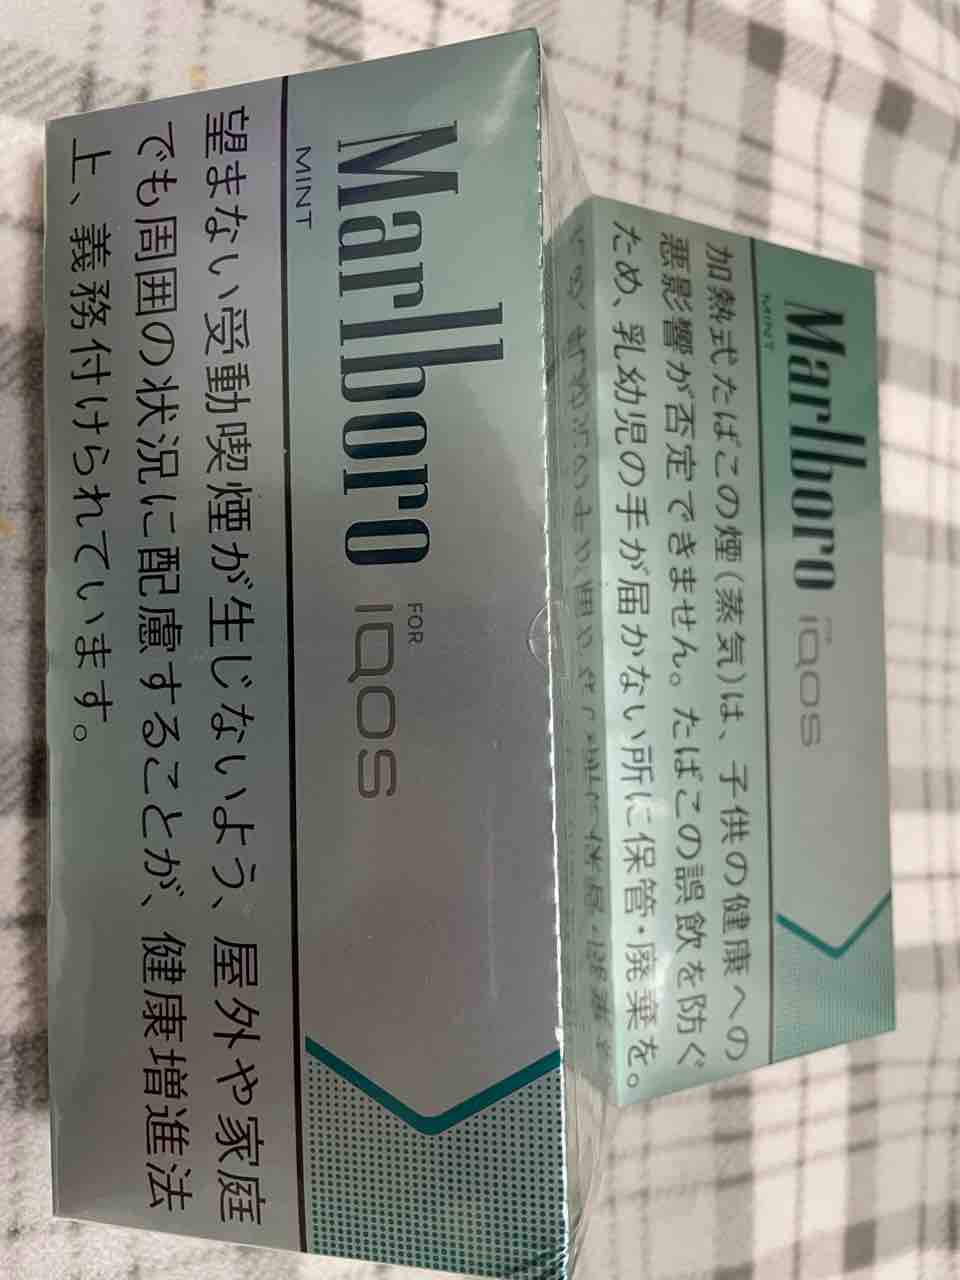 Marlboro
FOR
IQOS
MINT
望まない受動喫煙が生じないよう、屋外や家庭
でも周囲の状況に配慮することが、健康増進法
上、義務付けられています。
Marlboro
FOR
IQOS
MINT
加熱式たばこの煙(蒸気)は、子供の健康への
悪影響が否定できません。たばこの誤飲を防ぐ
ため、乳幼児の手が届かない所に保管・廃棄を。